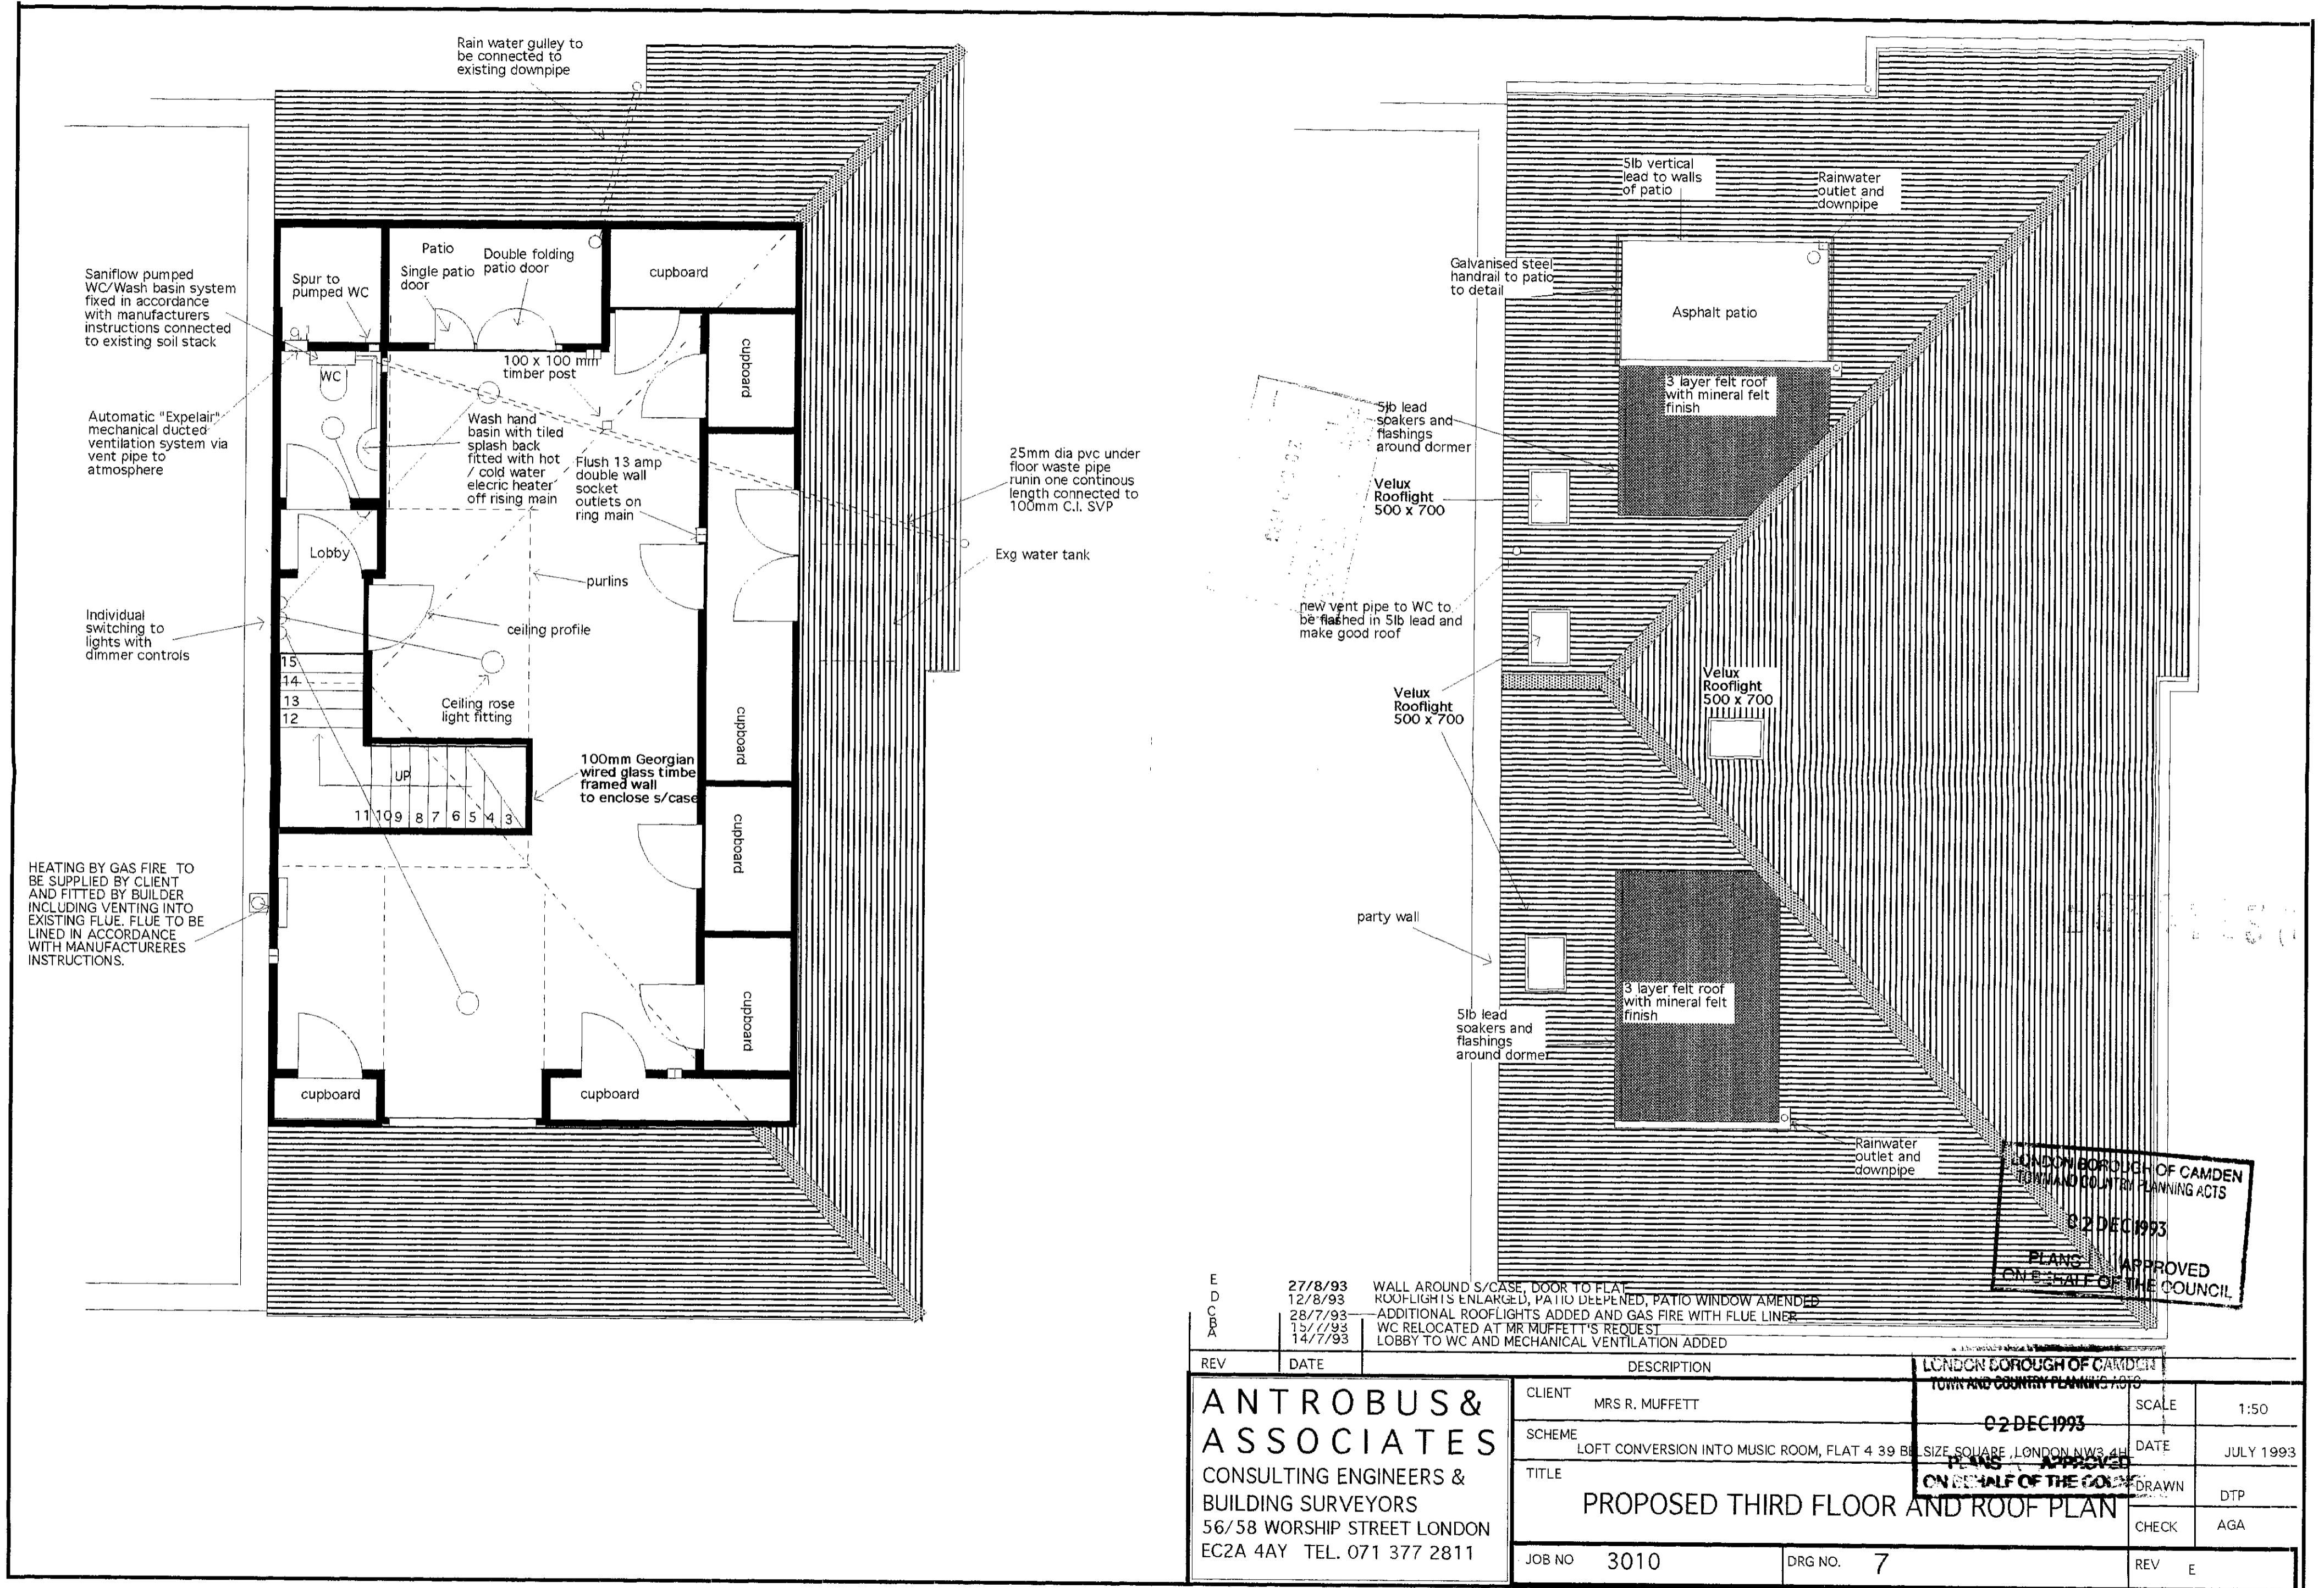 Rain water gulley to
be connected to
existing downpipe
Saniflow pumped
WC/Wash basin system
fixed in accordance
with manufacturers
instructions connected
to existing soil stack
Spur to
pumped WC
Patio
Single patio
door
Double folding
patio door
cupboard
100 x 100 mm
timber post
cupboard
WC
Automatic "Expelair"
mechanical ducted
ventilation system via
vent pipe to
atmosphere
Wash hand
basin with tiled
splash back
fitted with hot
/ cold water
elecric heater
off rising main
Flush 13 amp
double wall
socket
outlets on
ring main
25mm dia pvc under
floor waste pipe
runin one continous
length connected to
100mm C.I. SVP
Exg water tank
Lobby
purlins
Individual
switching to
lights with
dimmer controls
ceiling profile
15
14
13
12
Ceiling rose
light fitting
cupboard
100mm Georgian
wired glass timbe
framed wall
to enclose s/case
UP
11 10 9 8 7 6 5 4 3
cupboard
HEATING BY GAS FIRE TO
BE SUPPLIED BY CLIENT
AND FITTED BY BUILDER
INCLUDING VENTING INTO
EXISTING FLUE. FLUE TO BE
LINED IN ACCORDANCE
WITH MANUFACTURERES
INSTRUCTIONS.
cupboard
cupboard
cupboard
5lb vertical
lead to walls
of patio
Rainwater
outlet and
downpipe
Galvanised steel
handrail to patio
to detail
Asphalt patio
3 layer felt roof
with mineral felt
finish
5lb lead
soakers and
flashings
around dormer
Velux
Rooflight
500 x 700
new vent pipe to WC to
be flashed in 5lb lead and
make good roof
Velux
Rooflight
500 x 700
Velux
Rooflight
500 x 700
party wall
3 layer felt roof
with mineral felt
finish
5lb lead
soakers and
flashings
around dormer
Rainwater
outlet and
downpipe
LONDON BOROUGH OF CAMDEN
TOWN AND COUNTRY PLANNING ACTS
02 DEC 1993
PLANS APPROVED
ON BEHALF OF THE COUNCIL
E 27/8/93 WALL AROUND S/CASE, DOOR TO FLAT
D 12/8/93 ROOFLIGHTS ENLARGED, PATIO DEEPENED, PATIO WINDOW AMENDED
C 28/7/93 ADDITIONAL ROOFLIGHTS ADDED AND GAS FIRE WITH FLUE LINER
B 15/7/93 WC RELOCATED AT MR MUFFETT'S REQUEST
A 14/7/93 LOBBY TO WC AND MECHANICAL VENTILATION ADDED
REV DATE DESCRIPTION
ANTROBUS &
ASSOCIATES
CONSULTING ENGINEERS &
BUILDING SURVEYORS
56/58 WORSHIP STREET LONDON
EC2A 4AY TEL. 071 377 2811
CLIENT MRS R. MUFFETT
SCHEME LOFT CONVERSION INTO MUSIC ROOM, FLAT 4 39 BELSIZE SQUARE, LONDON NW3 4H
TITLE
PROPOSED THIRD FLOOR AND ROOF PLAN
JOB NO 3010
DRG NO. 7
LONDON BOROUGH OF CAMDEN
TOWN AND COUNTRY PLANNING ACTS
02 DEC 1993
PLANS APPROVED
ON BEHALF OF THE COUNC
SCALE 1:50
DATE JULY 1993
DRAWN DTP
CHECK AGA
REV E